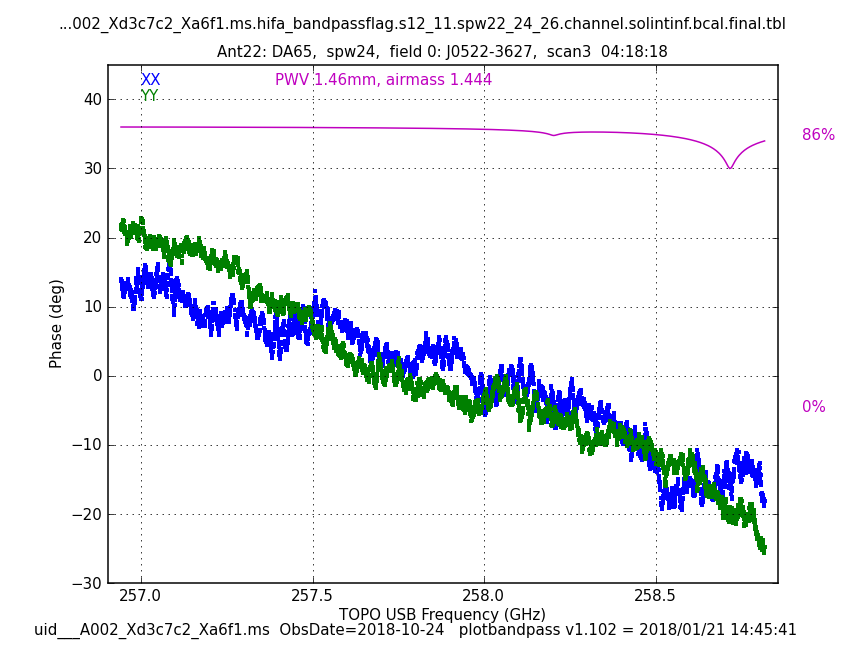 ...002_Xd3c7c2_Xa6f1.ms.hifa_bandpassflag.s12_11.spw22_24_26.channel.solintinf.bcal.final.tbl
Ant22: DA65, spw24, field 0: J0522-3627, scan3 04:18:18
XX
YY
PWV 1.46mm, airmass 1.444
86%
0%
40
30
20
10
0
−10
−20
−30
Phase (deg)
257.0 257.5 258.0 258.5
TOPO USB Frequency (GHz)
uid___A002_Xd3c7c2_Xa6f1.ms ObsDate=2018-10-24 plotbandpass v1.102 = 2018/01/21 14:45:41